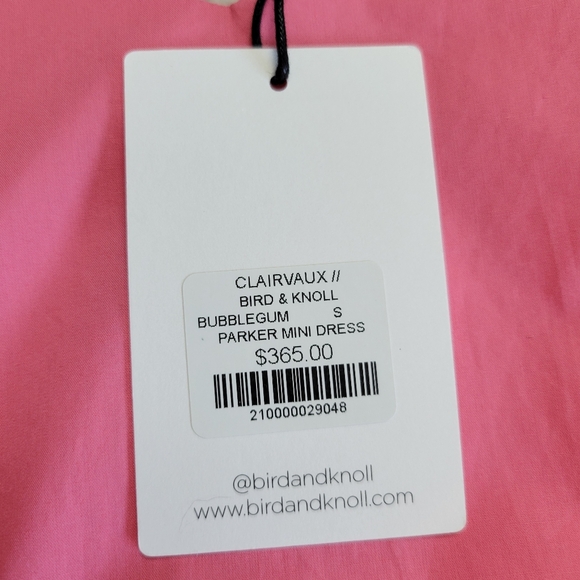 CLAIRVAUX //
BIRD & KNOLL
BUBBLEGUM S
PARKER MINI DRESS
$365.00
210000029048
@birdandknoll
www.birdandknoll.com